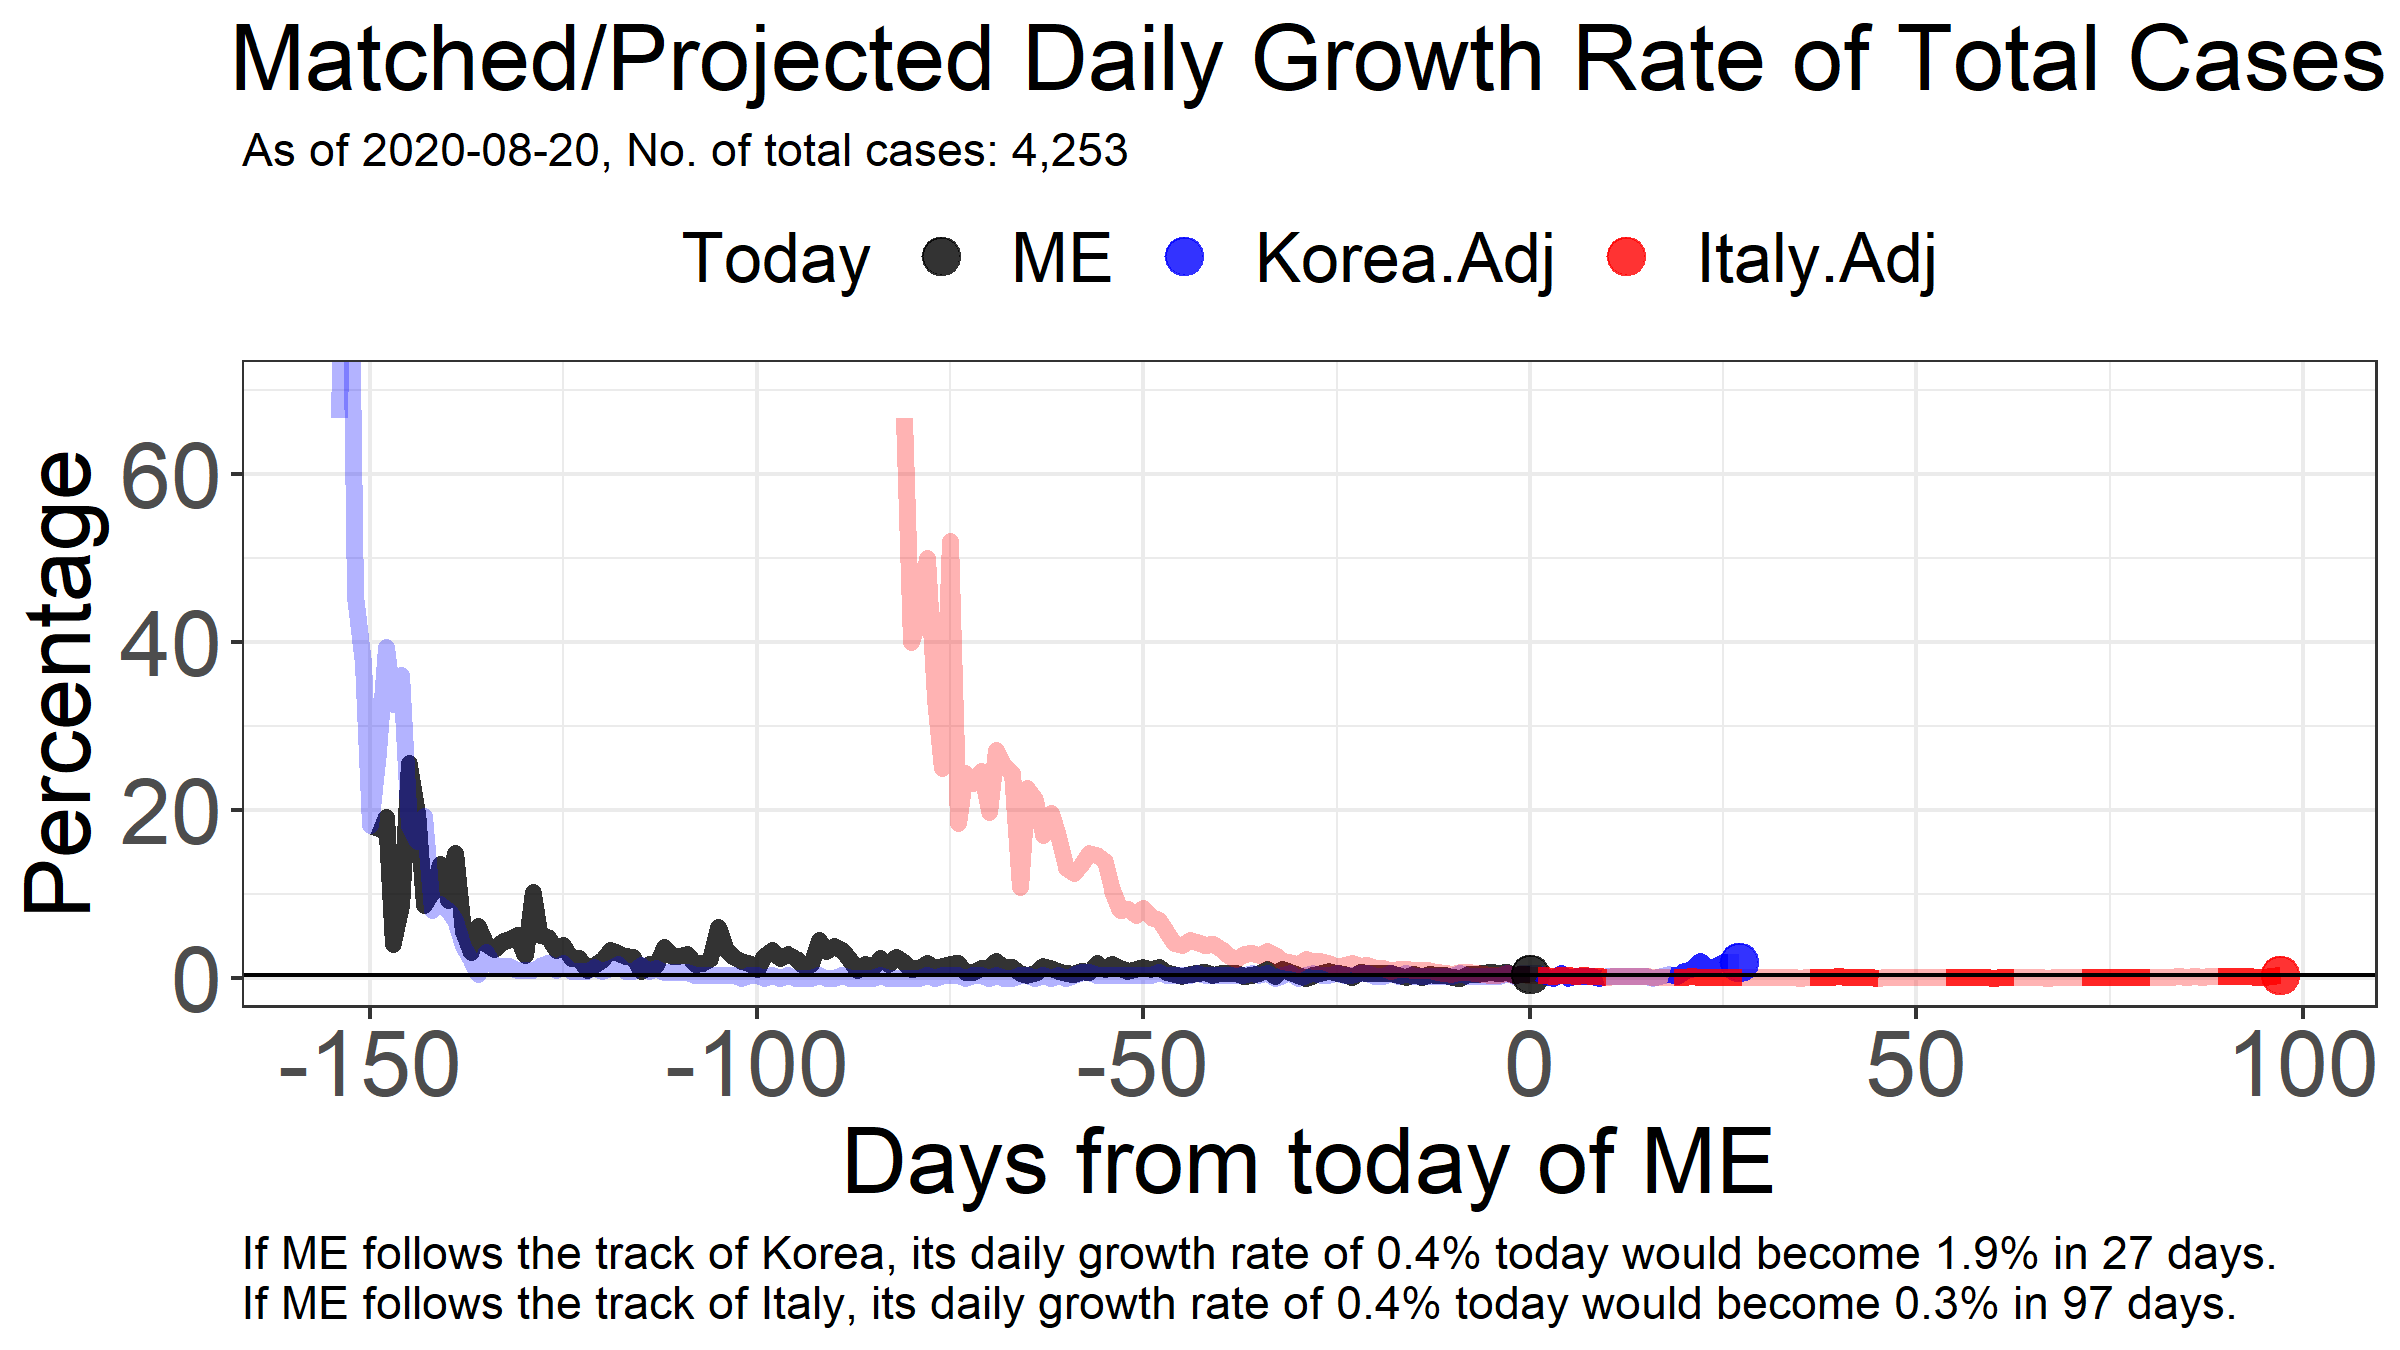 Matched/Projected Daily Growth Rate of Total Cases
As of 2020-08-20, No. of total cases: 4,253
Today ME Korea.Adj Italy.Adj
Percentage
60
40
20
0
-150 -100 -50 0 50 100
Days from today of ME
If ME follows the track of Korea, its daily growth rate of 0.4% today would become 1.9% in 27 days.
If ME follows the track of Italy, its daily growth rate of 0.4% today would become 0.3% in 97 days.